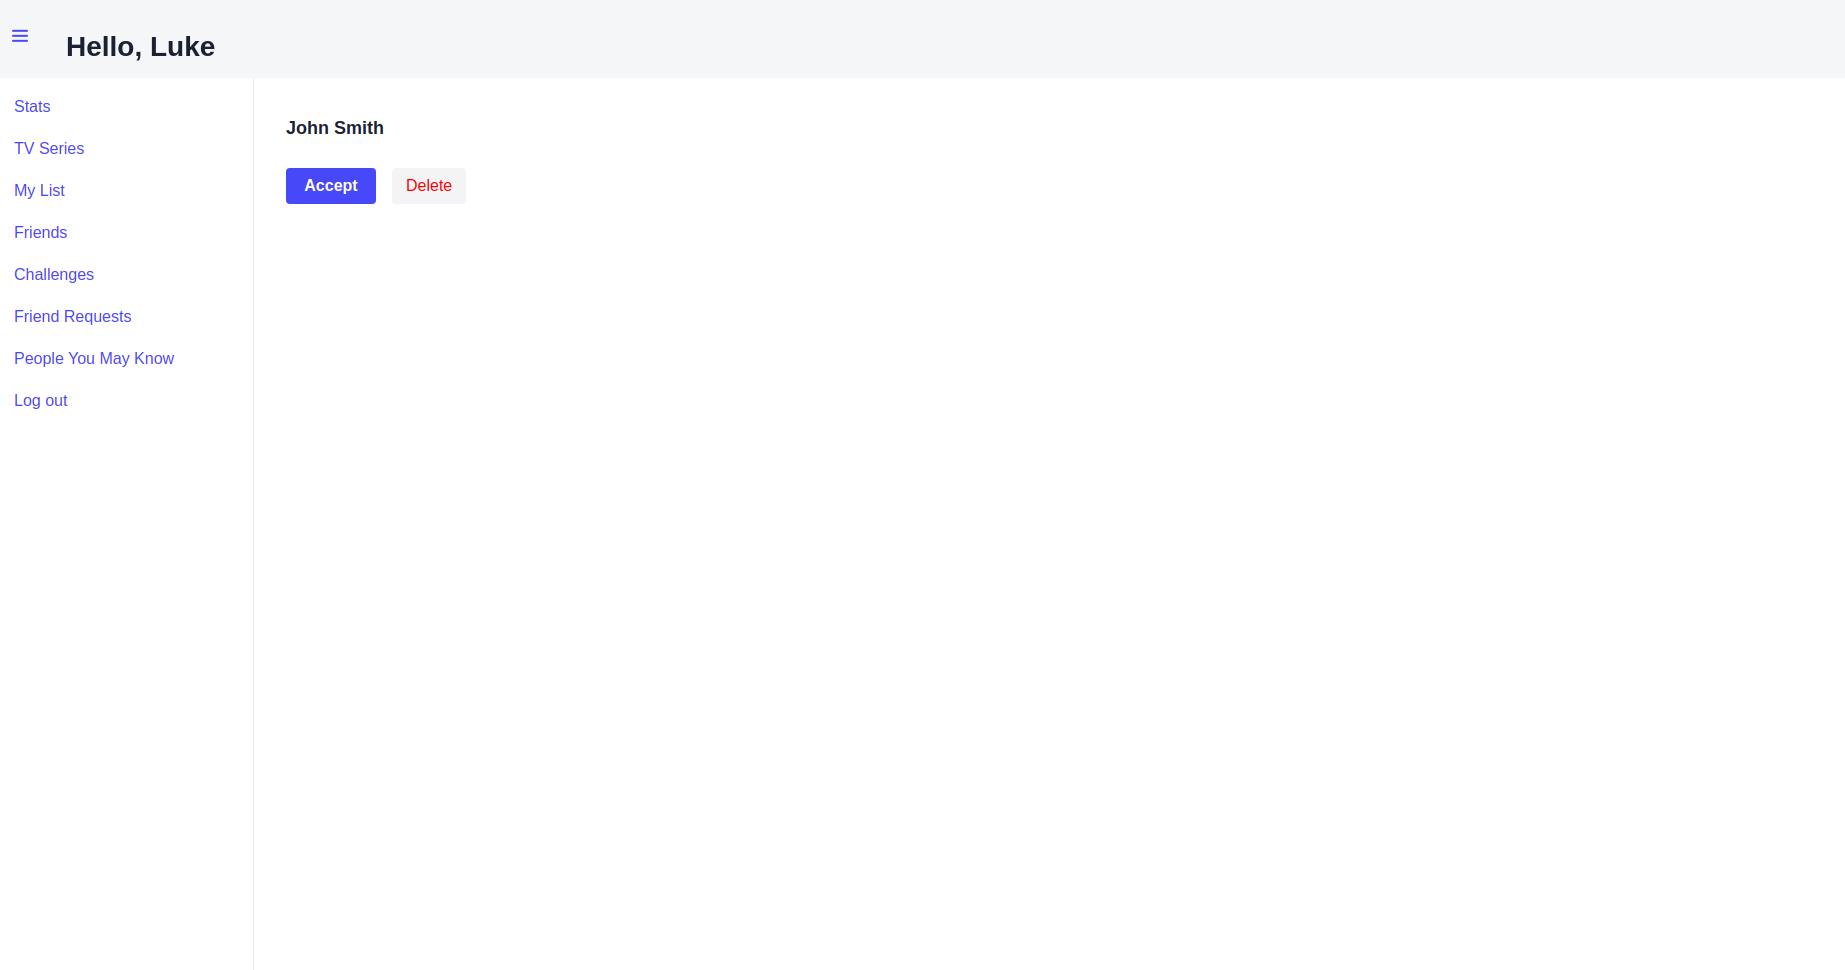 Hello, Luke
Stats
TV Series
My List
Friends
Challenges
Friend Requests
People You May Know
Log out
John Smith
Accept Delete